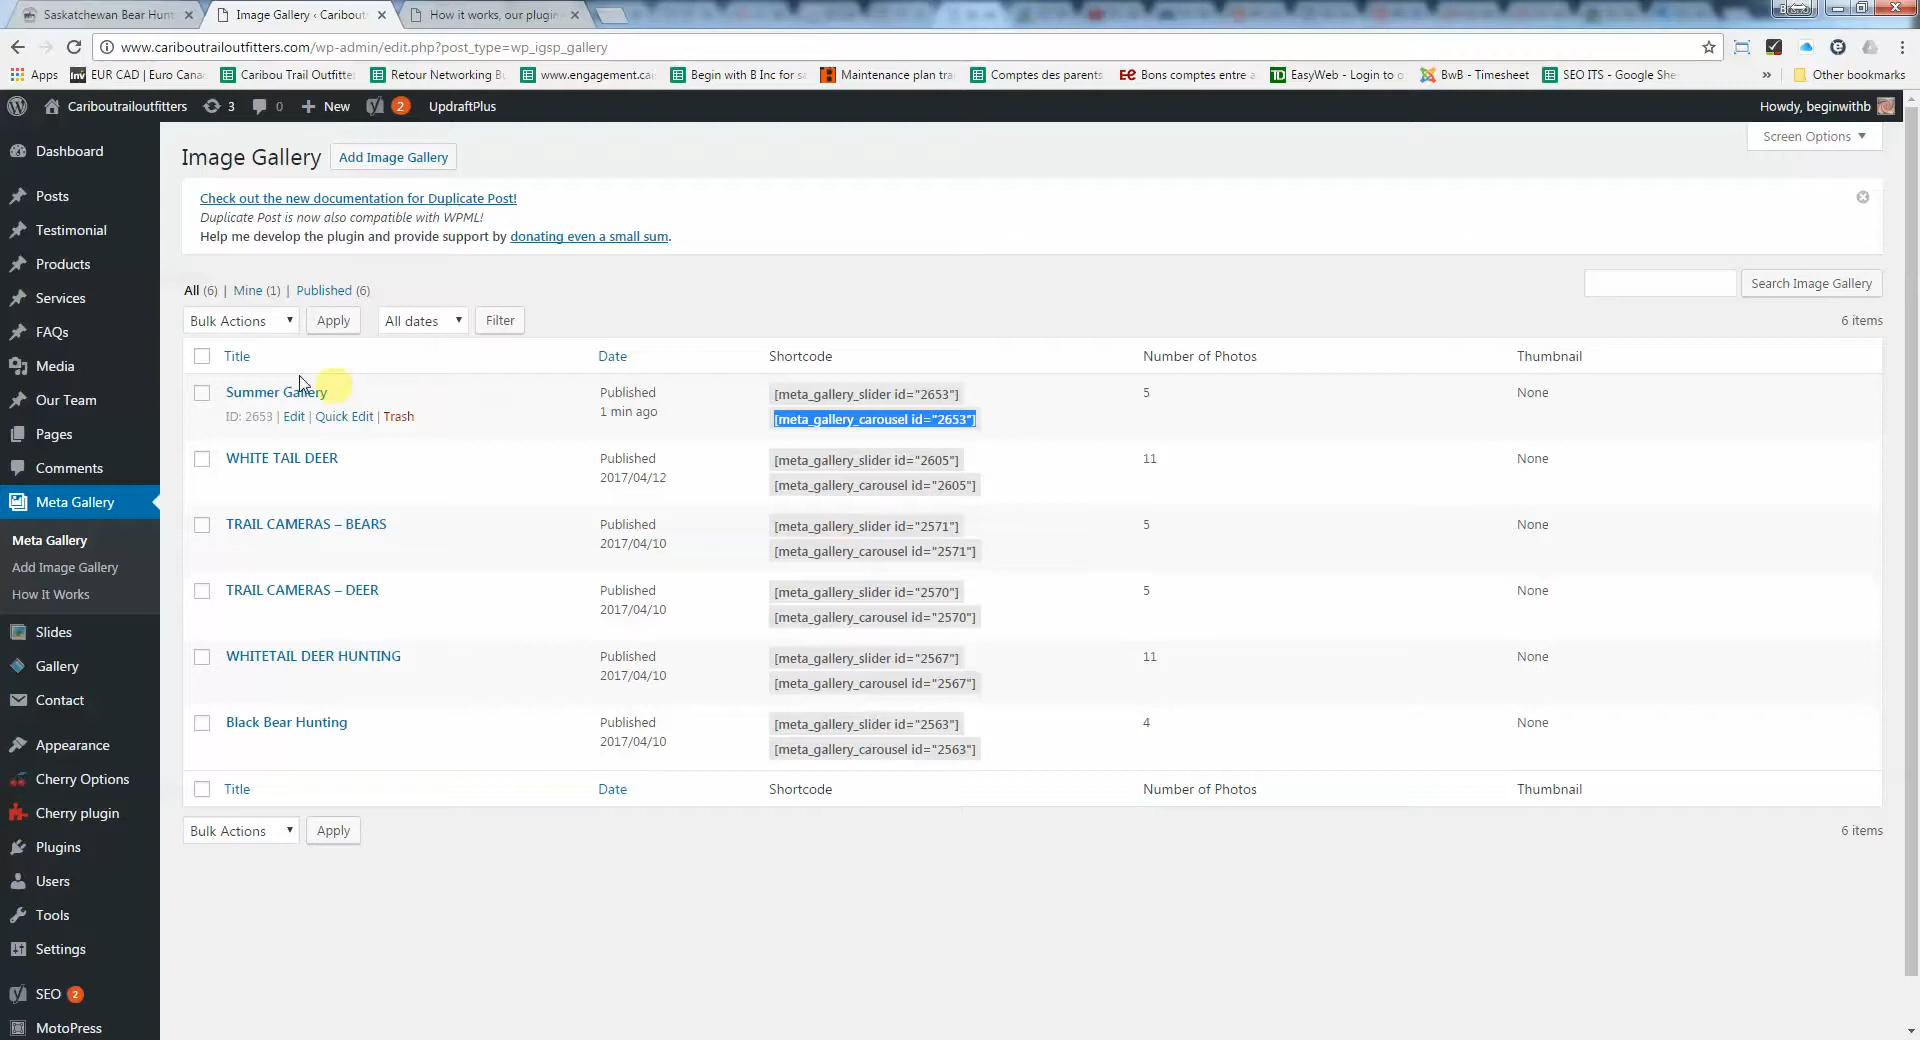 Saskatchewan Bear Hunt
Image Gallery ‹ Caribout
How it works, our plugin
www.cariboutrailoutfitters.com/wp-admin/edit.php?post_type=wp_igsp_gallery
Apps
EUR CAD | Euro Cana
Caribou Trail Outfitte
Retour Networking B
www.engagement.ca
Begin with B Inc for s
Maintenance plan tra
Comptes des parents
Bons comptes entre a
EasyWeb - Login to o
BwB - Timesheet
SEO ITS - Google She
» Other bookmarks
Cariboutrailoutfitters 3 0 + New 2 UpdraftPlus
Howdy, beginwithb
Screen Options
Dashboard
Posts
Testimonial
Products
Services
FAQs
Media
Our Team
Pages
Comments
Meta Gallery
Meta Gallery
Add Image Gallery
How It Works
Slides
Gallery
Contact
Appearance
Cherry Options
Cherry plugin
Plugins
Users
Tools
Settings
SEO 2
MotoPress
Image Gallery Add Image Gallery
Check out the new documentation for Duplicate Post!
Duplicate Post is now also compatible with WPML!
Help me develop the plugin and provide support by donating even a small sum.
All (6) | Mine (1) | Published (6)
Search Image Gallery
Bulk Actions Apply All dates Filter
6 items
Title Date Shortcode Number of Photos Thumbnail
Summer Gallery Published [meta_gallery_slider id="2653"] 5 None
ID: 2653 | Edit | Quick Edit | Trash 1 min ago [meta_gallery_carousel id="2653"]
WHITE TAIL DEER Published [meta_gallery_slider id="2605"] 11 None
2017/04/12 [meta_gallery_carousel id="2605"]
TRAIL CAMERAS – BEARS Published [meta_gallery_slider id="2571"] 5 None
2017/04/10 [meta_gallery_carousel id="2571"]
TRAIL CAMERAS – DEER Published [meta_gallery_slider id="2570"] 5 None
2017/04/10 [meta_gallery_carousel id="2570"]
WHITETAIL DEER HUNTING Published [meta_gallery_slider id="2567"] 11 None
2017/04/10 [meta_gallery_carousel id="2567"]
Black Bear Hunting Published [meta_gallery_slider id="2563"] 4 None
2017/04/10 [meta_gallery_carousel id="2563"]
Title Date Shortcode Number of Photos Thumbnail
Bulk Actions Apply
6 items